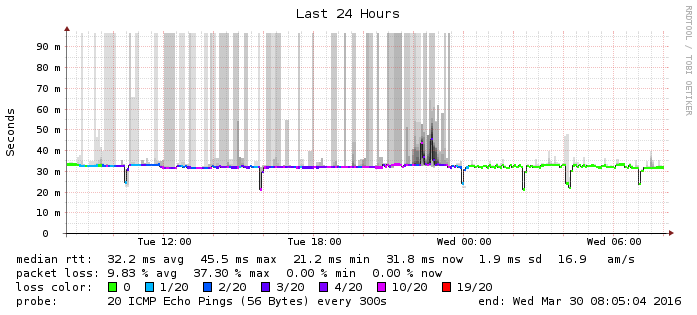 Last 24 Hours
RRDTOOL / TOBI OETIKER
Seconds
90 m
80 m
70 m
60 m
50 m
40 m
30 m
20 m
10 m
0
Tue 12:00 Tue 18:00 Wed 00:00 Wed 06:00
median rtt: 32.2 ms avg 45.5 ms max 21.2 ms min 31.8 ms now 1.9 ms sd 16.9 am/s
packet loss: 9.83 % avg 37.30 % max 0.00 % min 0.00 % now
loss color: 0 1/20 2/20 3/20 4/20 10/20 19/20
probe: 20 ICMP Echo Pings (56 Bytes) every 300s end: Wed Mar 30 08:05:04 2016